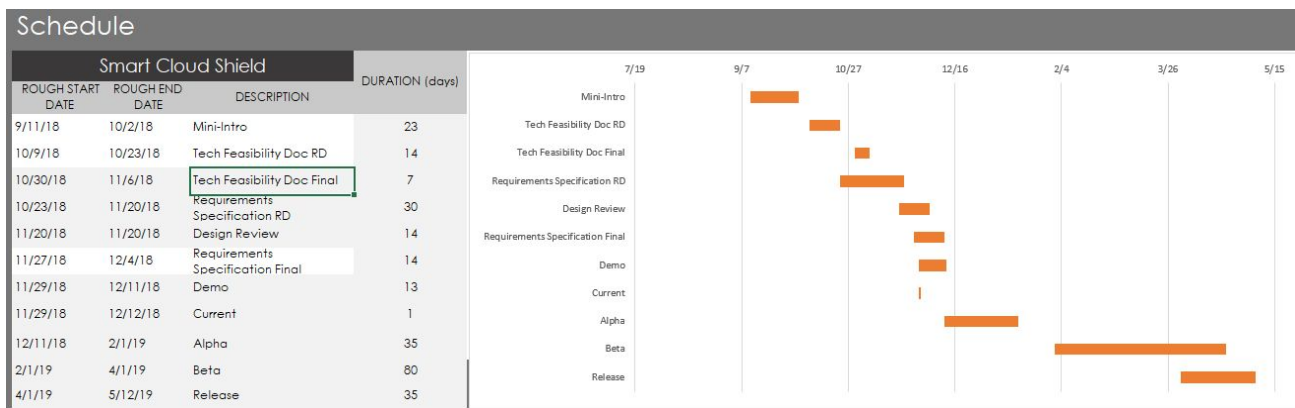 Schedule
Smart Cloud Shield
DURATION (days)
ROUGH START DATE ROUGH END DATE DESCRIPTION
9/11/18 10/2/18 Mini-Intro 23
10/9/18 10/23/18 Tech Feasibility Doc RD 14
10/30/18 11/6/18 Tech Feasibility Doc Final 7
10/23/18 11/20/18 Requirements Specification RD 30
11/20/18 11/20/18 Design Review 14
11/27/18 12/4/18 Requirements Specification Final 14
11/29/18 12/11/18 Demo 13
11/29/18 12/12/18 Current 1
12/11/18 2/1/19 Alpha 35
2/1/19 4/1/19 Beta 80
4/1/19 5/12/19 Release 35
7/19 9/7 10/27 12/16 2/4 3/26 5/15
Mini-Intro
Tech Feasibility Doc RD
Tech Feasibility Doc Final
Requirements Specification RD
Design Review
Requirements Specification Final
Demo
Current
Alpha
Beta
Release